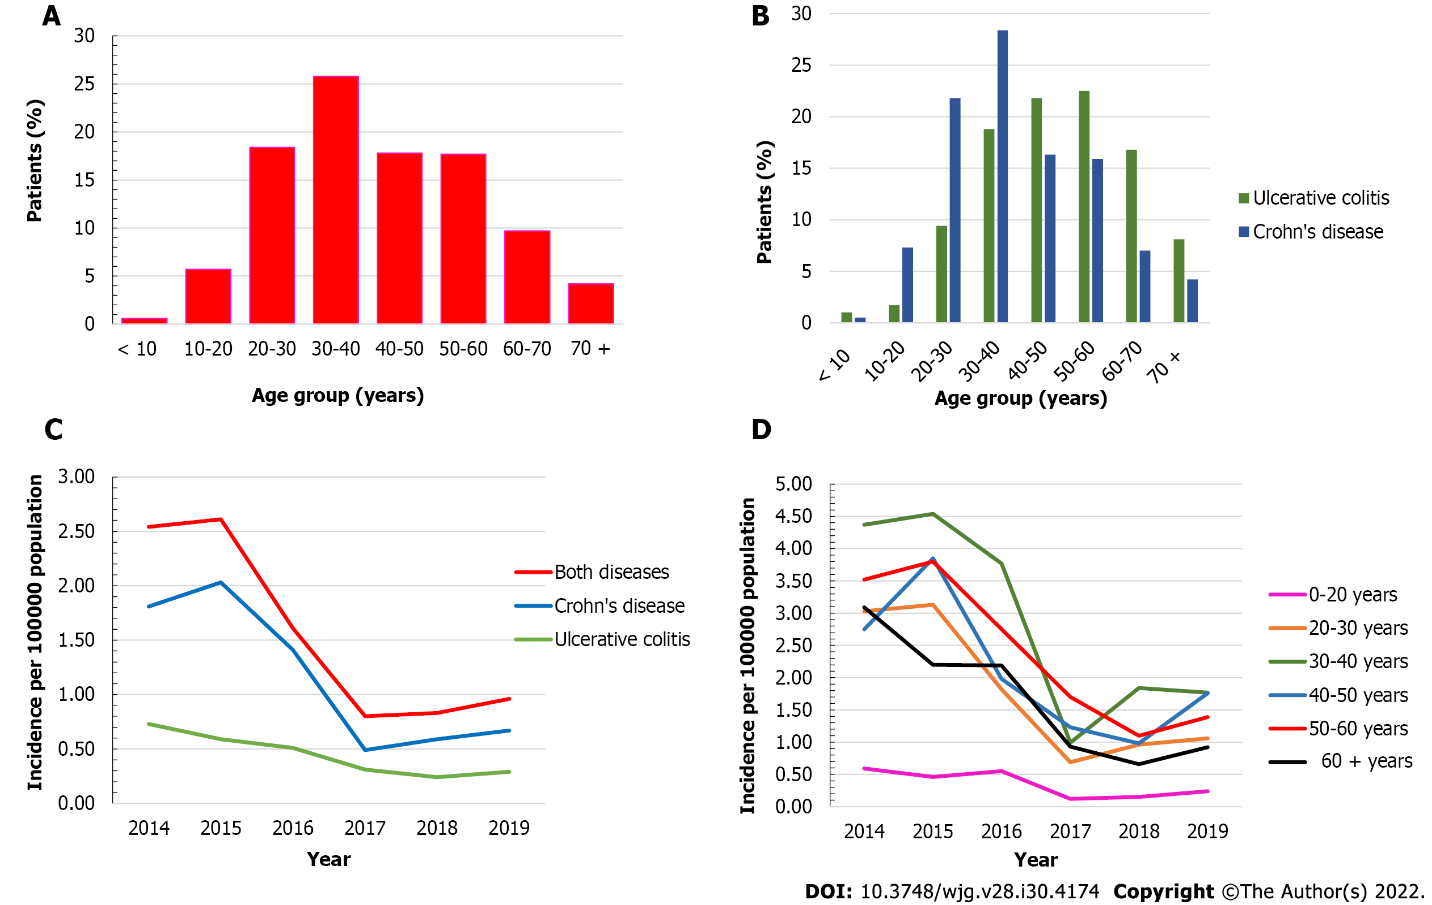 A
30
25
20
15
10
5
0
Patients (%)
< 10 10-20 20-30 30-40 40-50 50-60 60-70 70 +
Age group (years)
B
30
25
20
15
10
5
0
Patients (%)
< 10 10-20 20-30 30-40 40-50 50-60 60-70 70 +
Age group (years)
Ulcerative colitis
Crohn's disease
C
3.00
2.50
2.00
1.50
1.00
0.50
0.00
Incidence per 100000 population
2014 2015 2016 2017 2018 2019
Year
Both diseases
Crohn's disease
Ulcerative colitis
D
5.00
4.50
4.00
3.50
3.00
2.50
2.00
1.50
1.00
0.50
0.00
Incidence per 100000 population
2014 2015 2016 2017 2018 2019
Year
0-20 years
20-30 years
30-40 years
40-50 years
50-60 years
60 + years
DOI: 10.3748/wjg.v28.i30.4174 Copyright ©The Author(s) 2022.